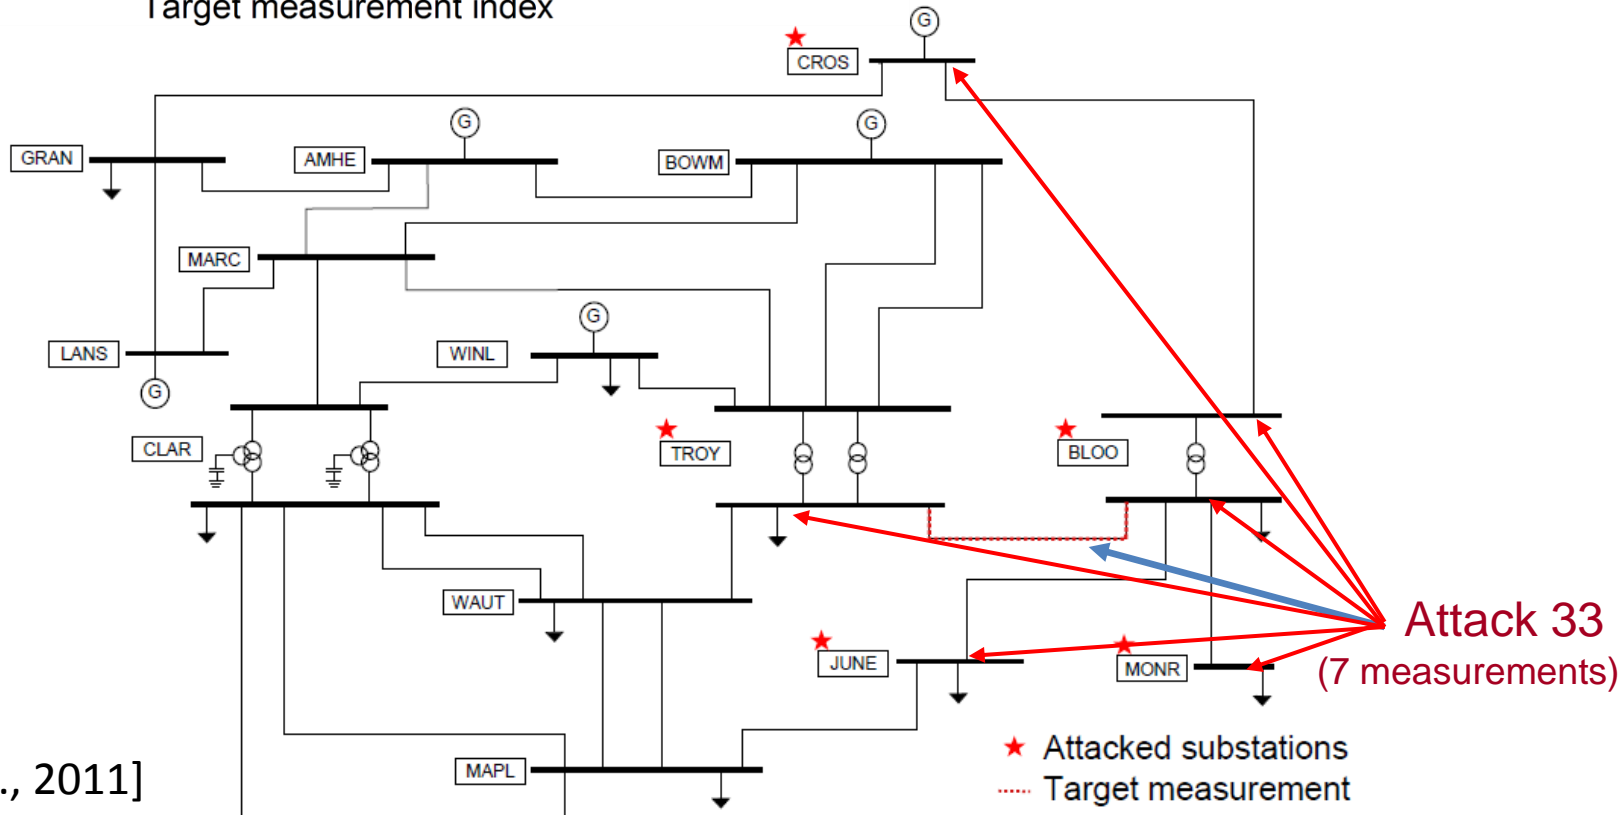 Target measurement index
G
CROS
G
G
GRAN
AMHE
BOWM
MARC
G
LANS
WINL
G
CLAR
TROY
BLOO
WAUT
Attack 33
JUNE
MONR
(7 measurements)
Attacked substations
MAPL
., 2011]
Target measurement